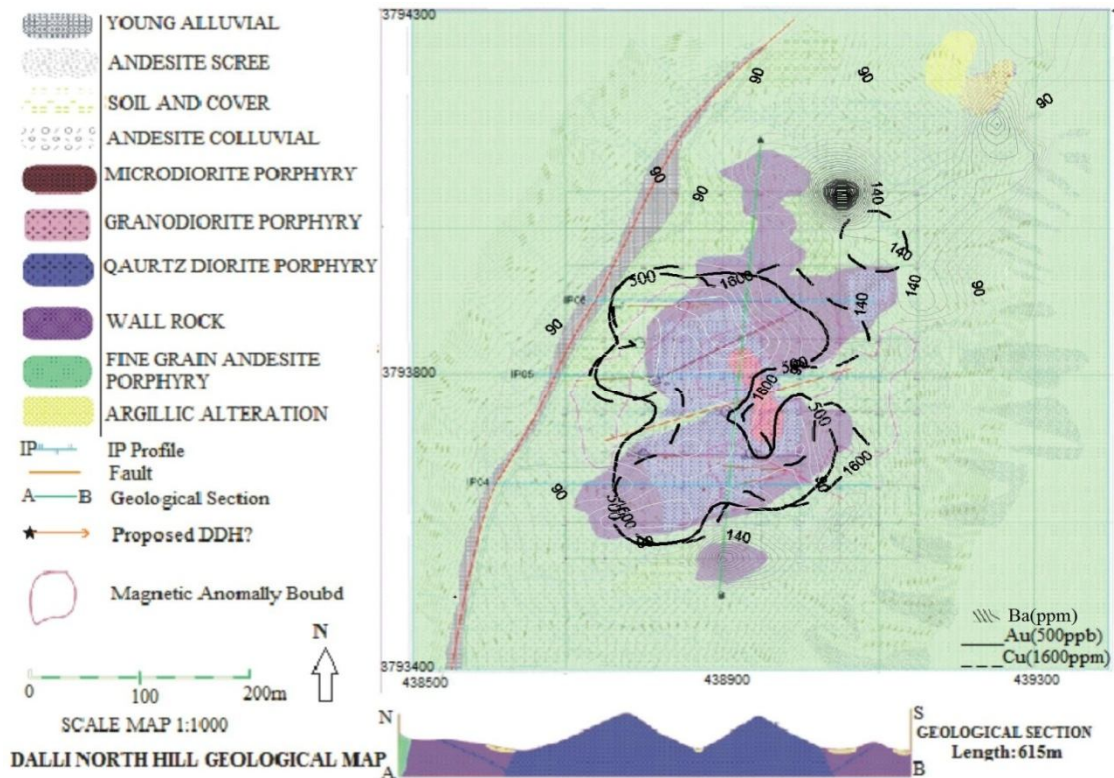 YOUNG ALLUVIAL
ANDESITE SCREE
SOIL AND COVER
ANDESITE COLLUVIAL
MICRODIORITE PORPHYRY
GRANODIORITE PORPHYRY
QAURTZ DIORITE PORPHYRY
WALL ROCK
FINE GRAIN ANDESITE
PORPHYRY
ARGILLIC ALTERATION
IP IP Profile
Fault
A B Geological Section
Proposed DDH?
Magnetic Anomally Boubd
N
0 100 200m
SCALE MAP 1:1000
DALLI NORTH HILL GEOLOGICAL MAP
3794300
90
90
90
140
90
90
140
140
140
90
500
1600
140
IP06
90
3793800
IP05
1600
500
500
1600
IP04
90
90
140
3793400
438500 438900 439300
Ba(ppm)
Au(500ppb)
Cu(1600ppm)
N S
A B
GEOLOGICAL SECTION
Length:615m